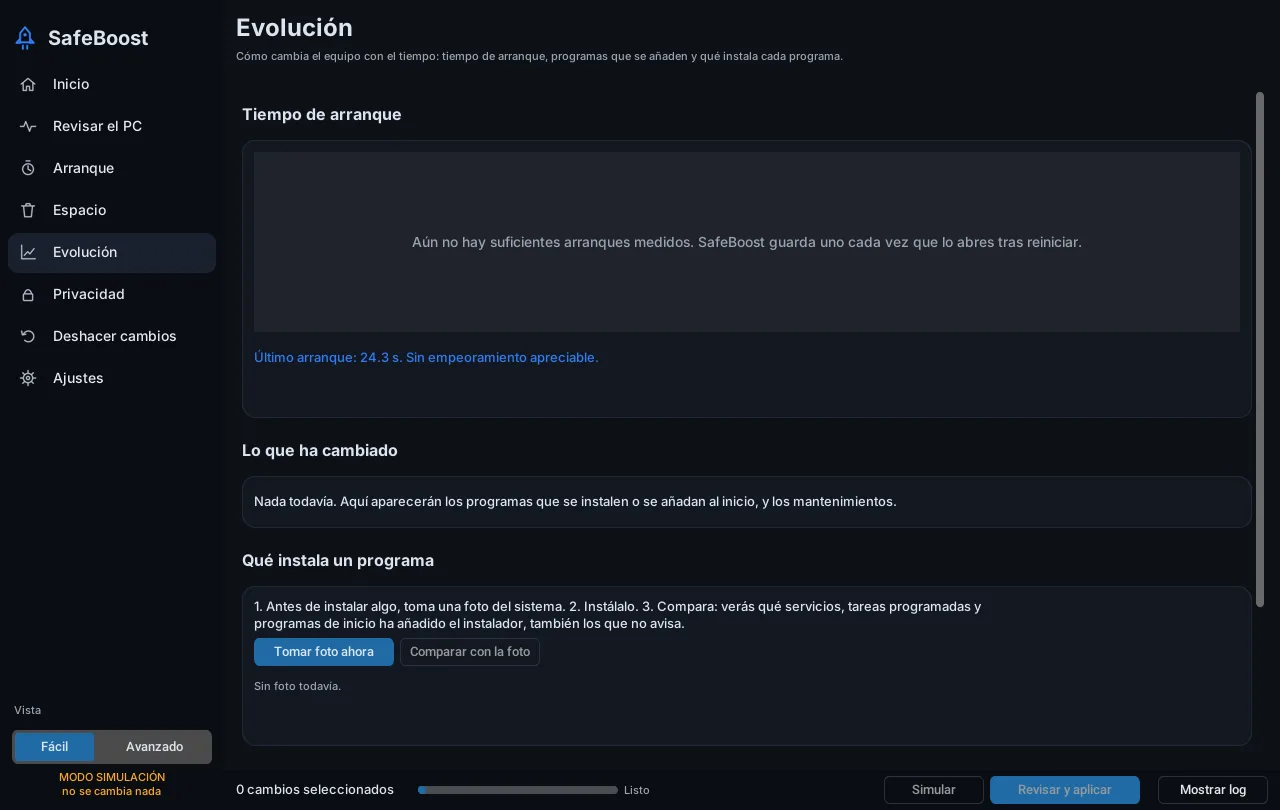 SafeBoost
Inicio
Revisar el PC
Arranque
Espacio
Evolución
Privacidad
Deshacer cambios
Ajustes
Vista
Fácil
Avanzado
MODO SIMULACIÓN
no se cambia nada
Evolución
Cómo cambia el equipo con el tiempo: tiempo de arranque, programas que se añaden y qué instala cada programa.
Tiempo de arranque
Aún no hay suficientes arranques medidos. SafeBoost guarda uno cada vez que lo abres tras reiniciar.
Último arranque: 24.3 s. Sin empeoramiento apreciable.
Lo que ha cambiado
Nada todavía. Aquí aparecerán los programas que se instalen o se añadan al inicio, y los mantenimientos.
Qué instala un programa
1. Antes de instalar algo, toma una foto del sistema. 2. Instálalo. 3. Compara: verás qué servicios, tareas programadas y
programas de inicio ha añadido el instalador, también los que no avisa.
Tomar foto ahora
Comparar con la foto
Sin foto todavía.
0 cambios seleccionados
Listo
Simular
Revisar y aplicar
Mostrar log